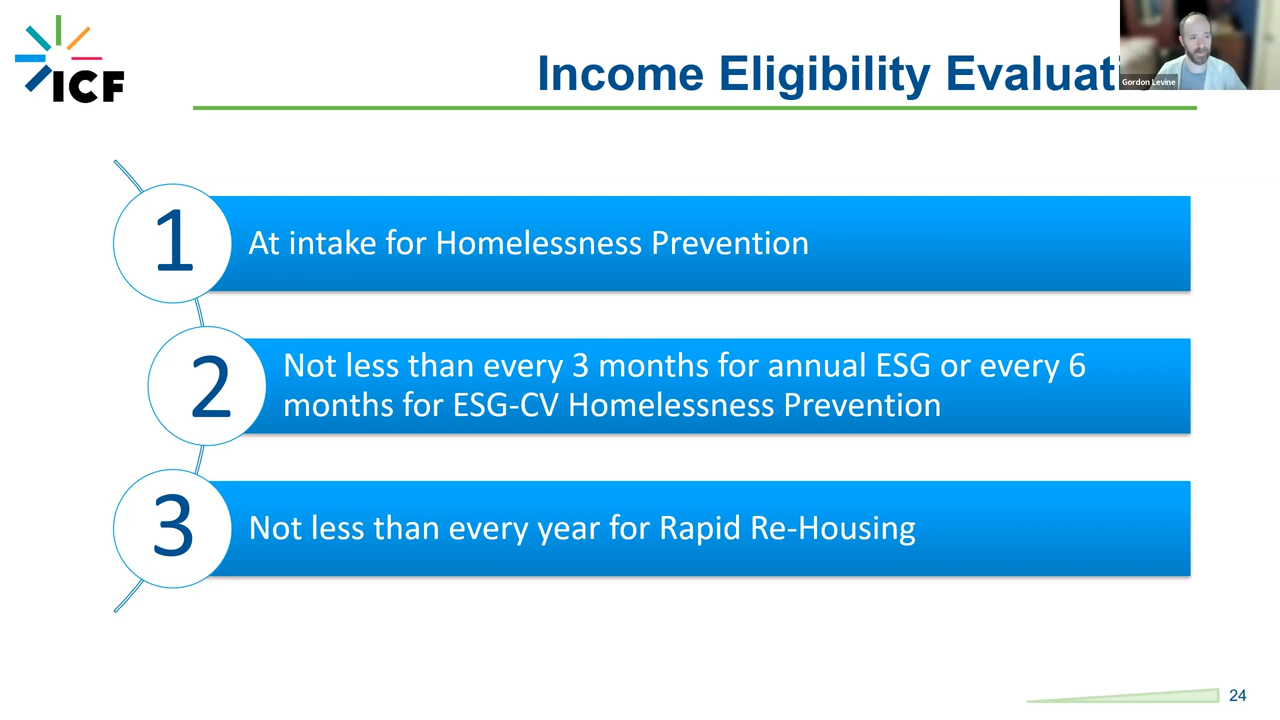 ICF
Income Eligibility
Gordon Levine
1
At intake for Homelessness Prevention
2
Not less than every 3 months for annual ESG or every 6
months for ESG-CV Homelessness Prevention
3
Not less than every year for Rapid Re-Housing
24